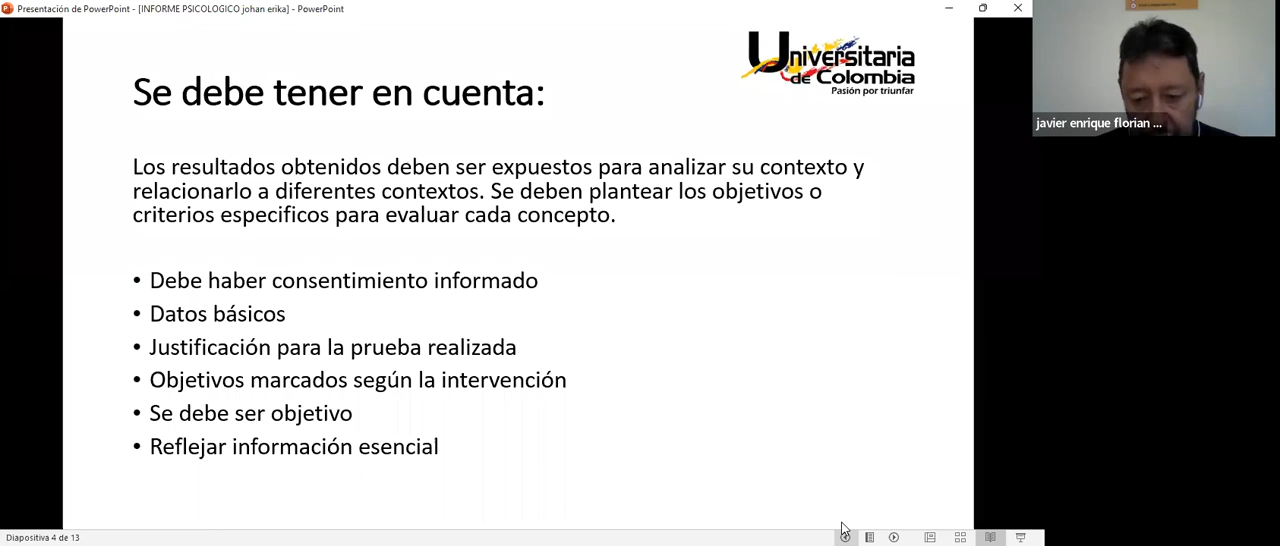 Presentación de PowerPoint - [INFORME PSICOLOGICO johan erika] - PowerPoint
Universitaria
de Colombia
Pasión por triunfar
javier enrique florian ...
Se debe tener en cuenta:
Los resultados obtenidos deben ser expuestos para analizar su contexto y
relacionarlo a diferentes contextos. Se deben plantear los objetivos o
criterios especificos para evaluar cada concepto.
• Debe haber consentimiento informado
• Datos básicos
• Justificación para la prueba realizada
• Objetivos marcados según la intervención
• Se debe ser objetivo
• Reflejar información esencial
Diapositiva 4 de 13